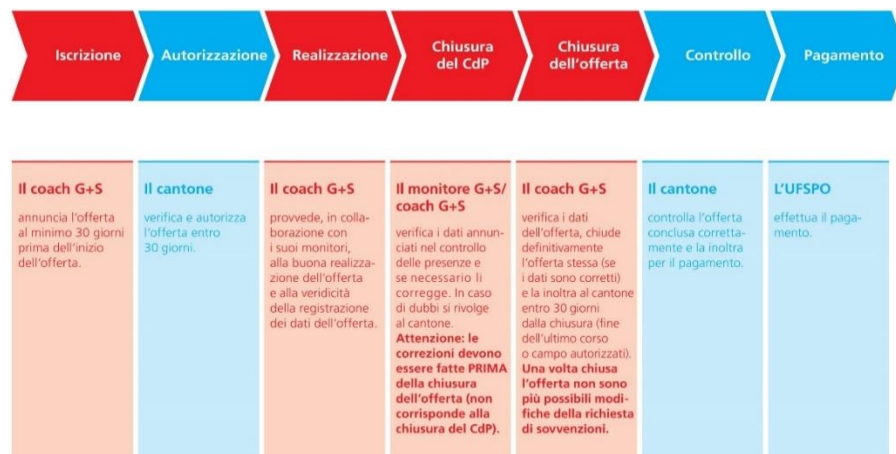 Iscrizione
Autorizzazione
Realizzazione
Chiusura
del CdP
Chiusura
dell'offerta
Controllo
Pagamento
Il coach G+S
annuncia l'offerta
al minimo 30 giorni
prima dell'inizio
dell'offerta.
Il cantone
verifica e autorizza
l'offerta entro
30 giorni.
Il coach G+S
provvede, in colla-
borazione con
i suoi monitori,
alla buona realizza-
zione dell'offerta
e alla veridicità
della registrazione
dei dati dell'offerta.
Il monitore G+S/
coach G+S
verifica i dati annun-
ciati nel controllo
delle presenze e
se necessario li
corregge. In caso
di dubbi si rivolge
al cantone.
Attenzione: le
correzioni devono
essere fatte PRIMA
della chiusura
dell'offerta (non
corrisponde alla
chiusura del CdP).
Il coach G+S
verifica i dati
dell'offerta, chiude
definitivamente
l'offerta stessa (se
i dati sono corretti)
e la inoltra al cantone
entro 30 giorni
dalla chiusura (fine
dell'ultimo corso
o campo autorizzati).
Una volta chiusa
l'offerta non sono
più possibili modi-
fiche della richiesta
di sovvenzioni.
Il cantone
controlla l'offerta
conclusa corretta-
mente e la inoltra
per il pagamento.
L'UFSPO
effettua il paga-
mento.